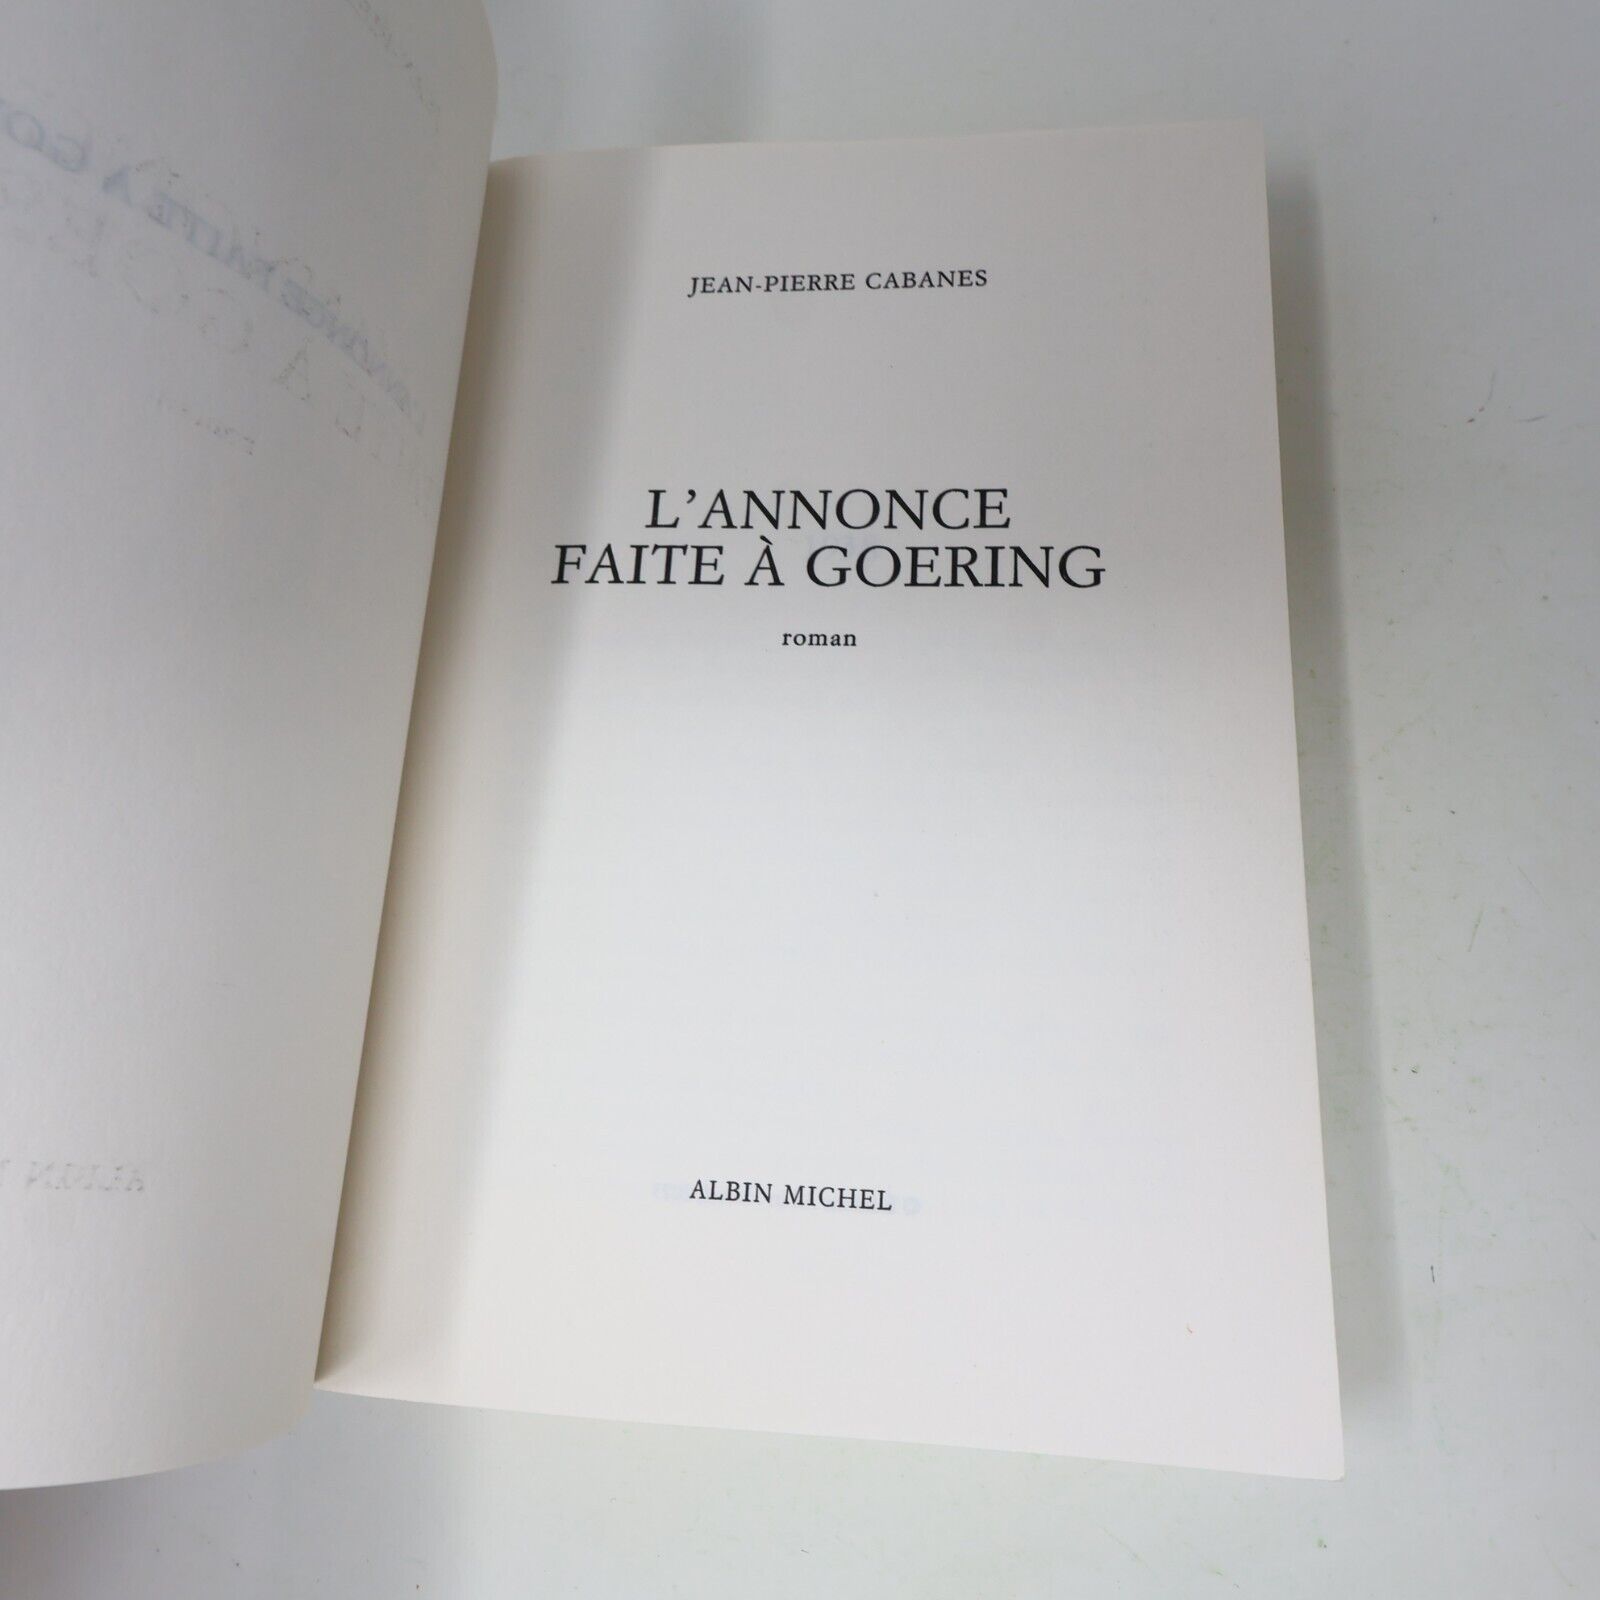 JEAN-PIERRE CABANES
L'ANNONCE
FAITE À GOERING
roman
ALBIN MICHEL